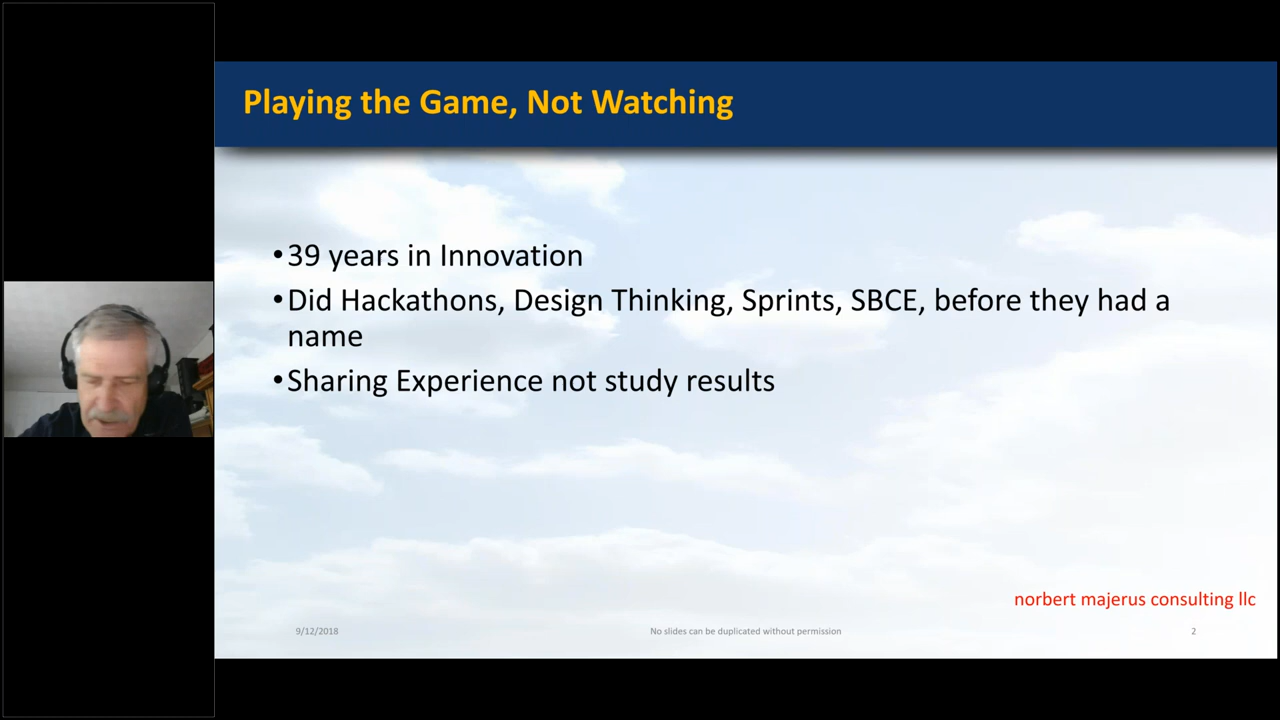 Playing the Game, Not Watching
•39 years in Innovation
•Did Hackathons, Design Thinking, Sprints, SBCE, before they had a
name
•Sharing Experience not study results
norbert majerus consulting llc
9/12/2018
No slides can be duplicated without permission
2